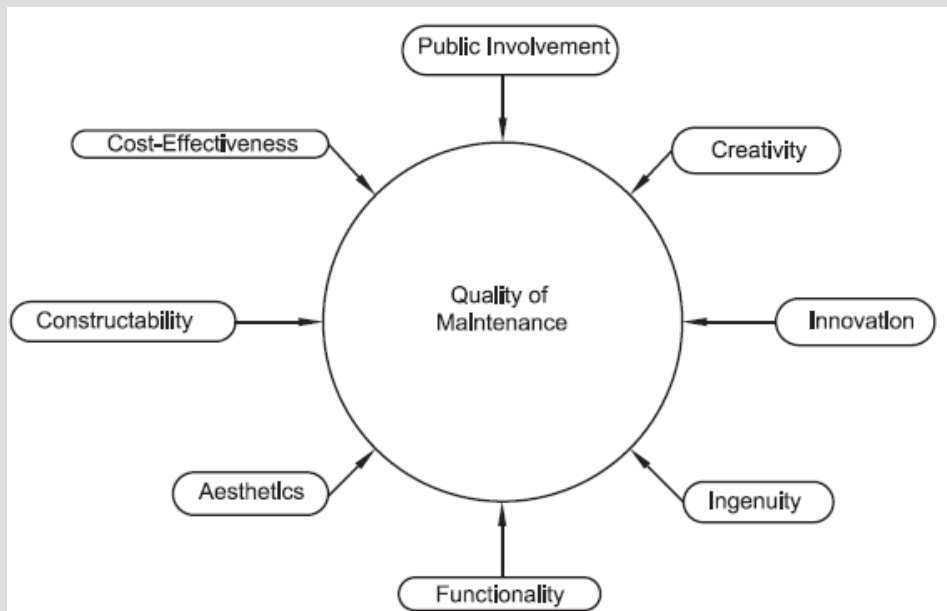 Public Involvement
Cost-Effectiveness
Creativity
Quality of
Maintenance
Constructability
Innovation
Aesthetics
Ingenuity
Functionality